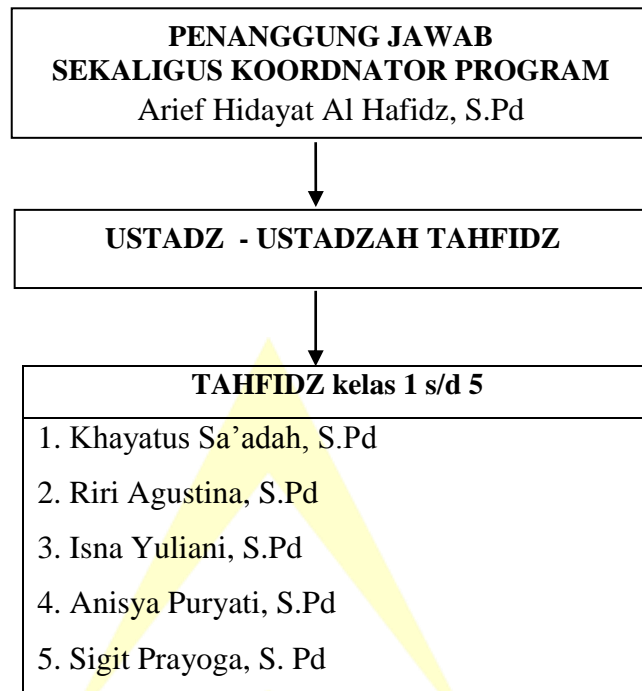 PENANGGUNG JAWAB
SEKALIGUS KOORDNATOR PROGRAM
Arief Hidayat Al Hafidz, S.Pd
USTADZ - USTADZAH TAHFIDZ
TAHFIDZ kelas 1 s/d 5
1. Khayatus Sa’adah, S.Pd
2. Riri Agustina, S.Pd
3. Isna Yuliani, S.Pd
4. Anisya Puryati, S.Pd
5. Sigit Prayoga, S. Pd